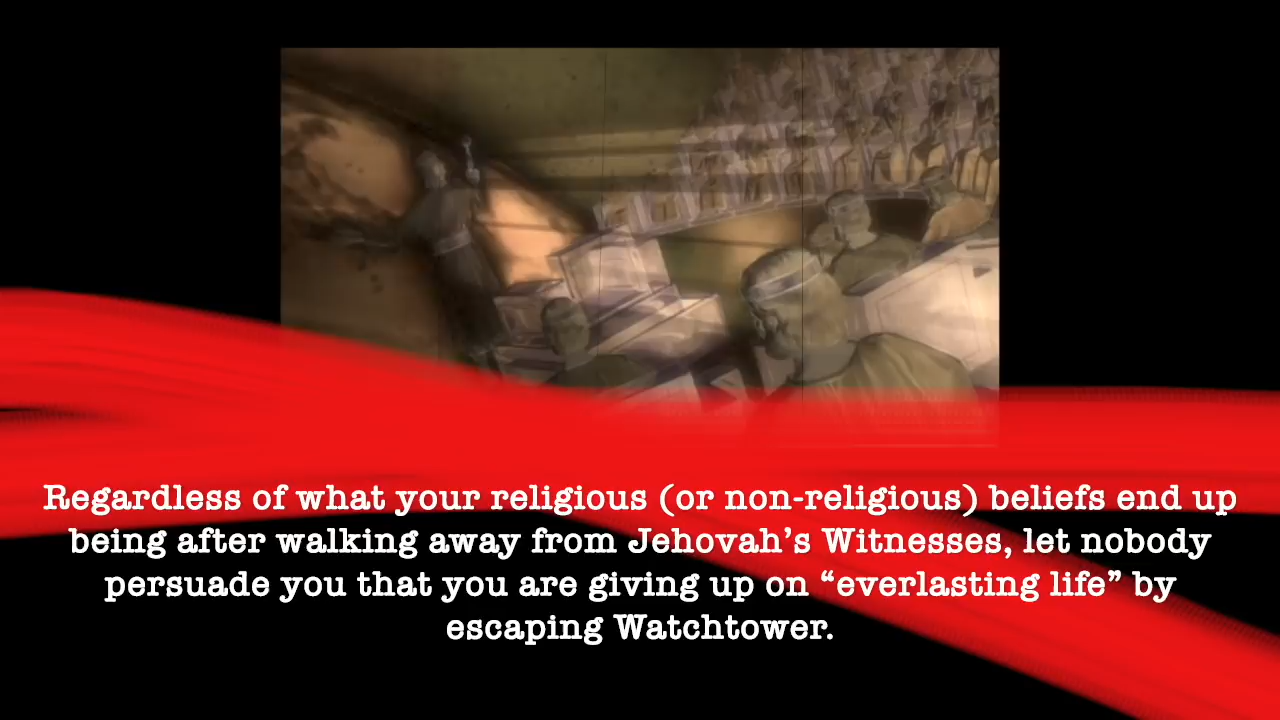 Regardless of what your religious (or non-religious) beliefs end up
being after walking away from Jehovah’s Witnesses, let nobody
persuade you that you are giving up on “everlasting life” by
escaping Watchtower.